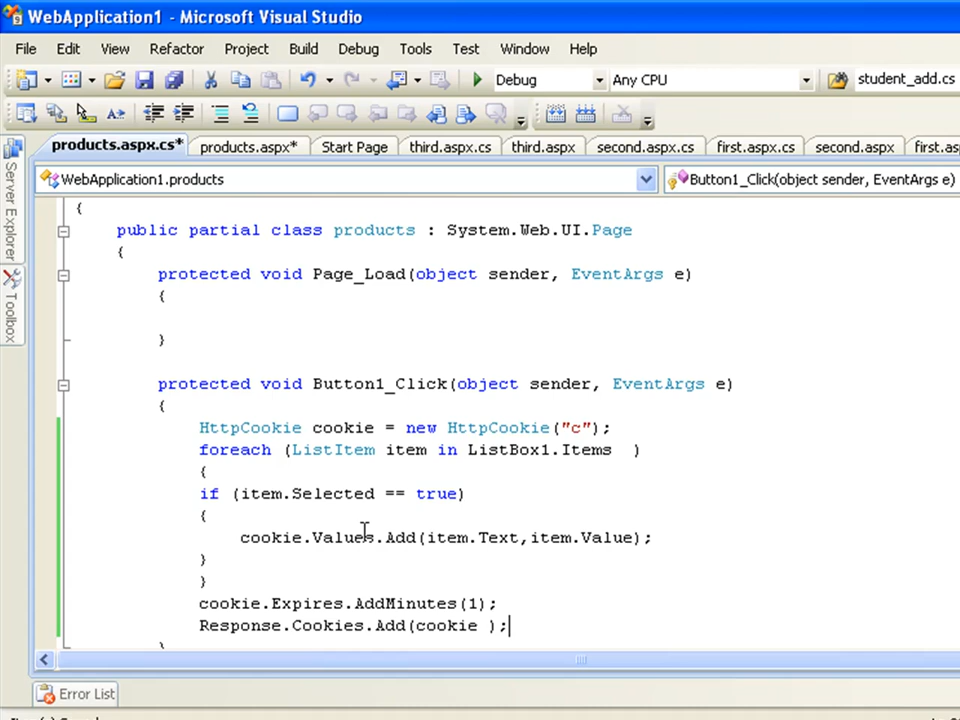 WebApplication1 - Microsoft Visual Studio
File Edit View Refactor Project Build Debug Tools Test Window Help
Debug Any CPU student_add.cs
products.aspx.cs* products.aspx* Start Page third.aspx.cs third.aspx second.aspx.cs first.aspx.cs second.aspx first.as
Server Explorer
Toolbox
WebApplication1.products Button1_Click(object sender, EventArgs e)
{
public partial class products : System.Web.UI.Page
{
protected void Page_Load(object sender, EventArgs e)
{
}
protected void Button1_Click(object sender, EventArgs e)
{
HttpCookie cookie = new HttpCookie("c");
foreach (ListItem item in ListBox1.Items )
{
if (item.Selected == true)
{
cookie.Values.Add(item.Text,item.Value);
}
}
cookie.Expires.AddMinutes(1);
Response.Cookies.Add(cookie );
}
Error List